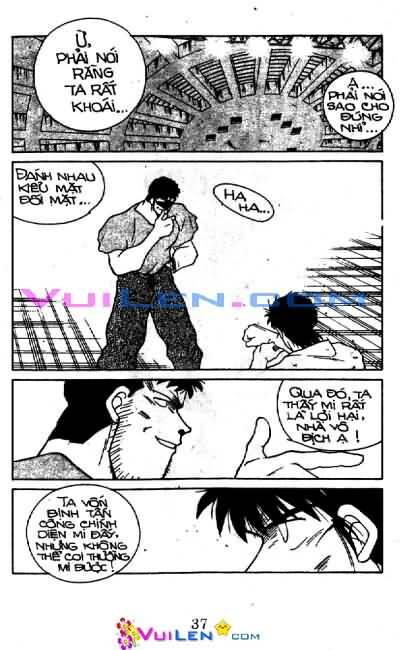 Ừ,
PHẢI NÓI
RẰNG
TA RẤT
KHOÁI...
A...
PHẢI NÓI
SAO CHO
ĐÚNG
NHỈ...
ĐÁNH NHAU
KIỂU MẶT
ĐỐI MẶT...
HA
HA...
VUILEN.COM
QUA ĐÓ, TA
THẤY MI RẤT
LÀ LỢI HẠI,
NHÀ VÔ
ĐỊCH Ạ!
TA VỐN
ĐỊNH TẤN
CÔNG CHÍNH
DIỆN MI ĐẤY,
NHƯNG KHÔNG
THỂ COI THƯỜNG
MI ĐƯỢC!
37
VUILEN.COM